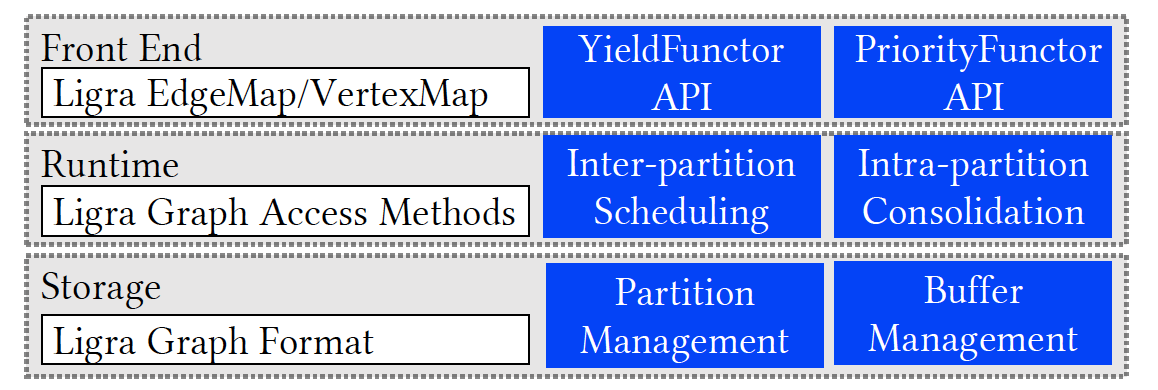 Front End
Ligra EdgeMap/VertexMap
YieldFunctor
API
PriorityFunctor
API
Runtime
Ligra Graph Access Methods
Inter-partition
Scheduling
Intra-partition
Consolidation
Storage
Ligra Graph Format
Partition
Management
Buffer
Management